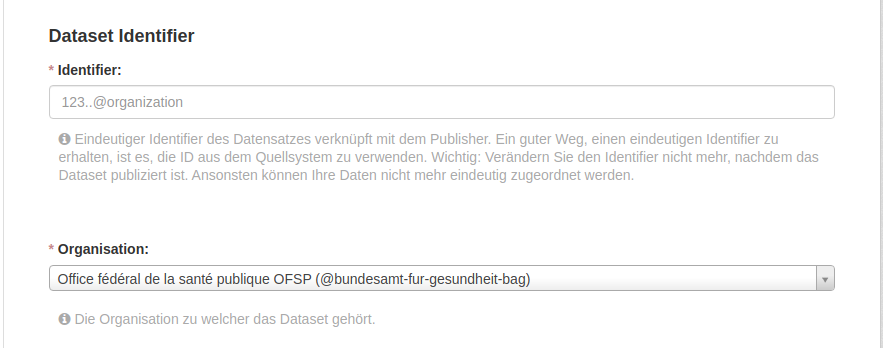 Dataset Identifier
* Identifier:
123..@organization
Eindeutiger Identifier des Datensatzes verknüpft mit dem Publisher. Ein guter Weg, einen eindeutigen Identifier zu
erhalten, ist es, die ID aus dem Quellsystem zu verwenden. Wichtig: Verändern Sie den Identifier nicht mehr, nachdem das
Dataset publiziert ist. Ansonsten können Ihre Daten nicht mehr eindeutig zugeordnet werden.
* Organisation:
Office fédéral de la santé publique OFSP (@bundesamt-fur-gesundheit-bag)
Die Organisation zu welcher das Dataset gehört.